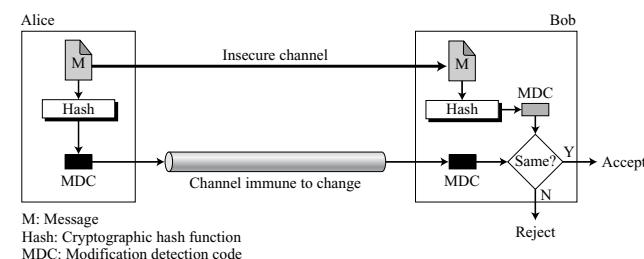 Alice
Bob
Insecure channel
M
M
MDC
Hash
Hash
Same?
Y
Accept
MDC
Channel immune to change
MDC
N
Reject
M: Message
Hash: Cryptographic hash function
MDC: Modification detection code